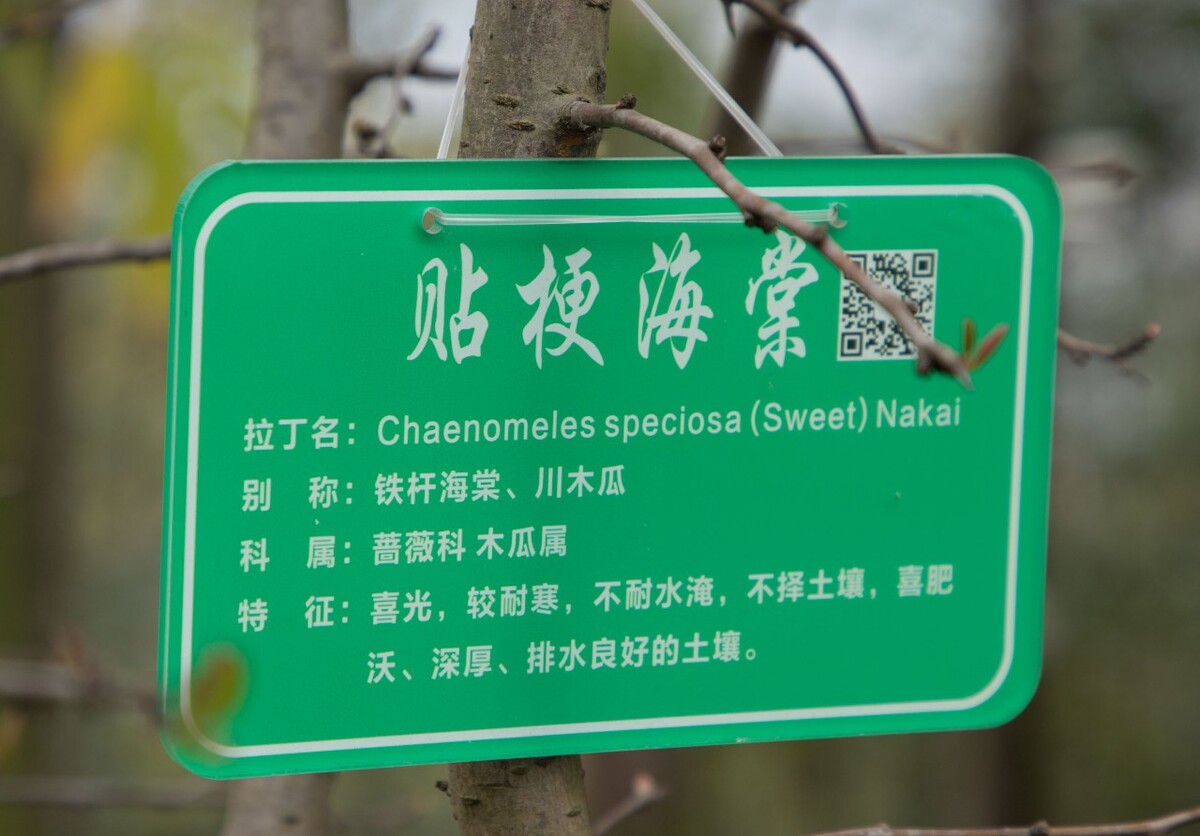 贴梗海棠
拉丁名：Chaenomeles speciosa (Sweet) Nakai
别 称：铁杆海棠、川木瓜
科 属：蔷薇科 木瓜属
特 征：喜光，较耐寒，不耐水淹，不择土壤，喜肥
沃、深厚、排水良好的土壤。